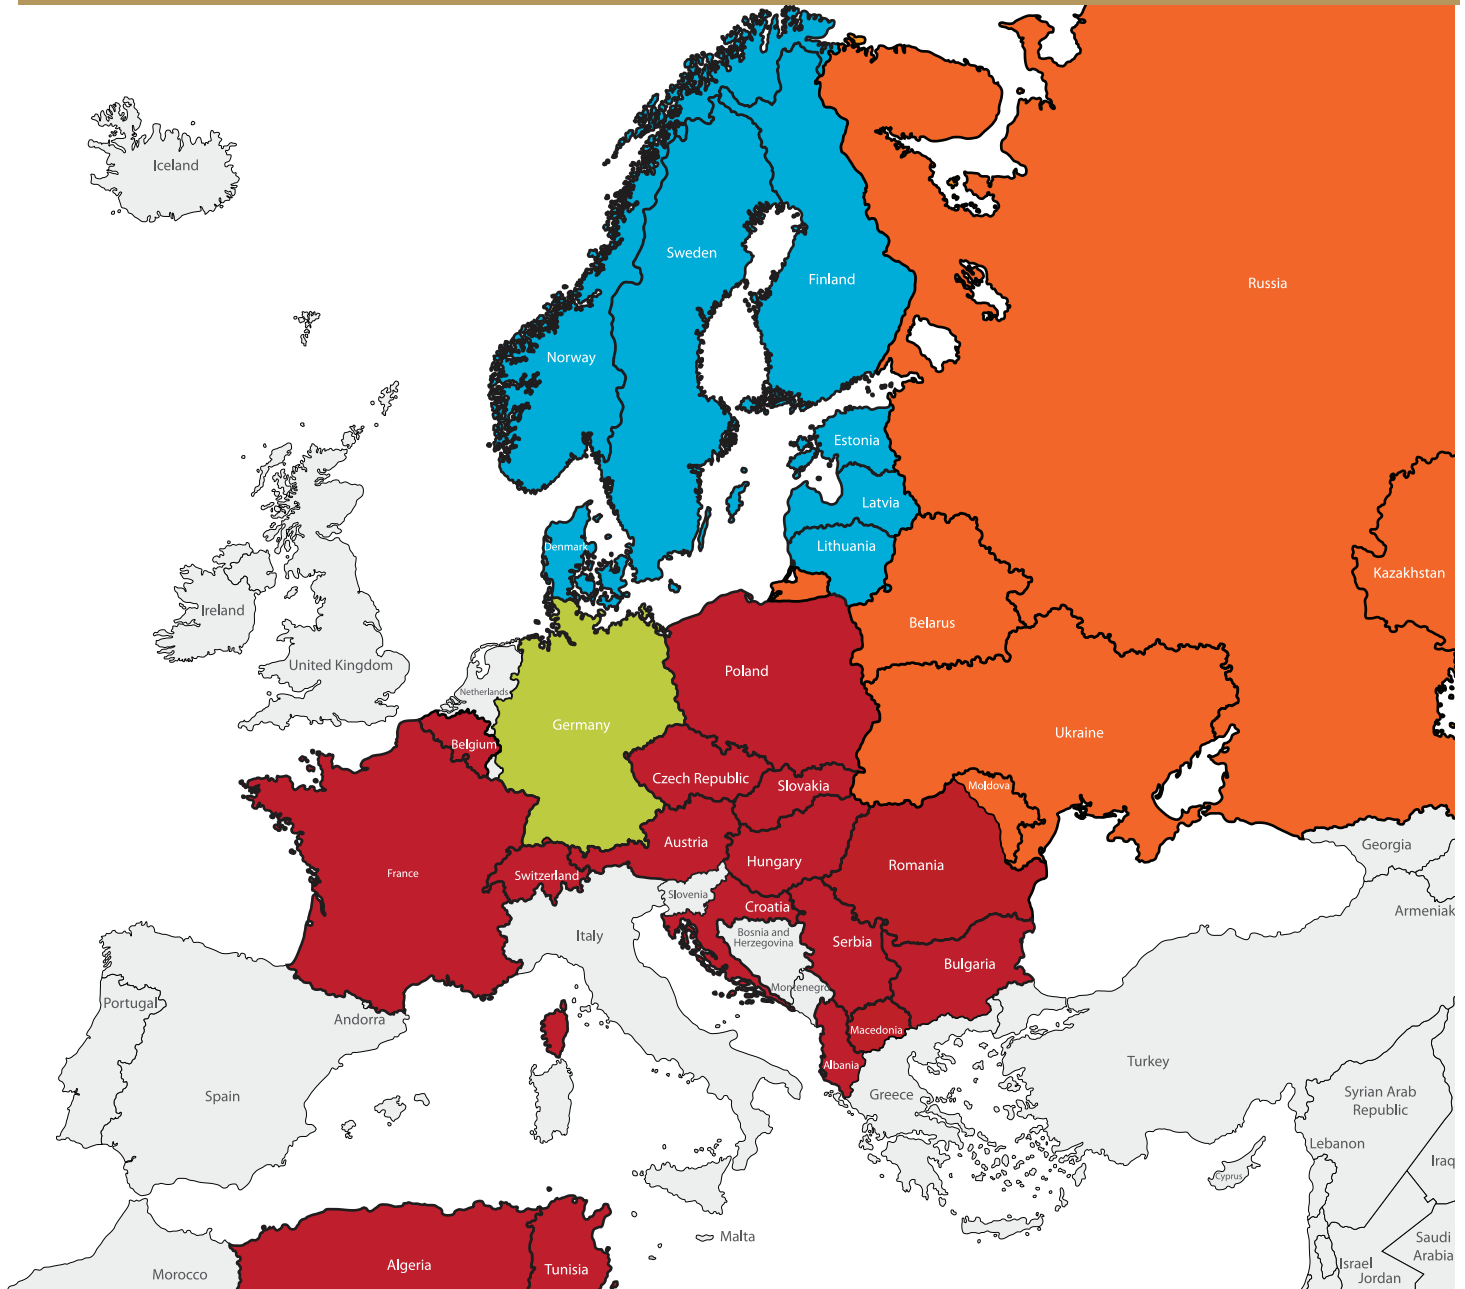 Iceland
Sweden
Finland
Russia
Norway
Estonia
Latvia
Lithuania
Denmark
Kazakhstan
Ireland
Belarus
United Kingdom
Poland
Netherlands
Germany
Ukraine
Belgium
Czech Republic
Slovakia
Moldova
Austria
Georgia
Hungary
Romania
France
Switzerland
Slovenia
Croatia
Armeniak
Italy
Bosnia and
Herzegovina
Serbia
Bulgaria
Montenegro
Portugal
Andorra
Macedonia
Albania
Turkey
Spain
Greece
Syrian Arab
Republic
Lebanon
Iraq
Cyprus
Malta
Saudi
Arabia
Algeria
Tunisia
Morocco
Israel
Jordan